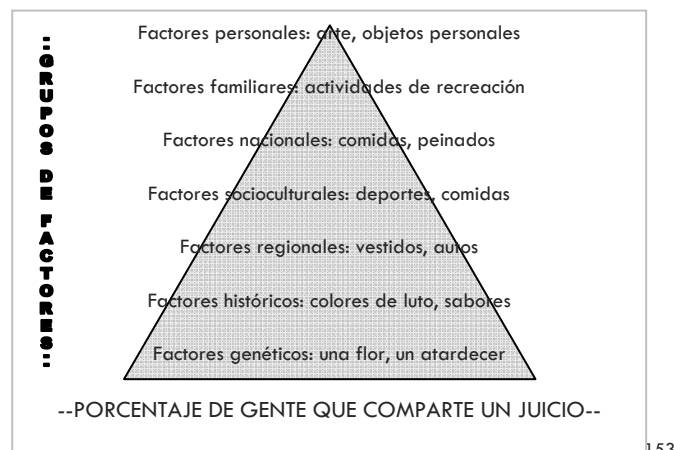 Factores personales: arte, objetos personales
Factores familiares: actividades de recreación
Factores nacionales: comidas, peinados
Factores socioculturales: deportes, comidas
Factores regionales: vestidos, autos
Factores históricos: colores de luto, sabores
Factores genéticos: una flor, un atardecer
::GRUPOS DE FACTORES::
--PORCENTAJE DE GENTE QUE COMPARTE UN JUICIO--
153